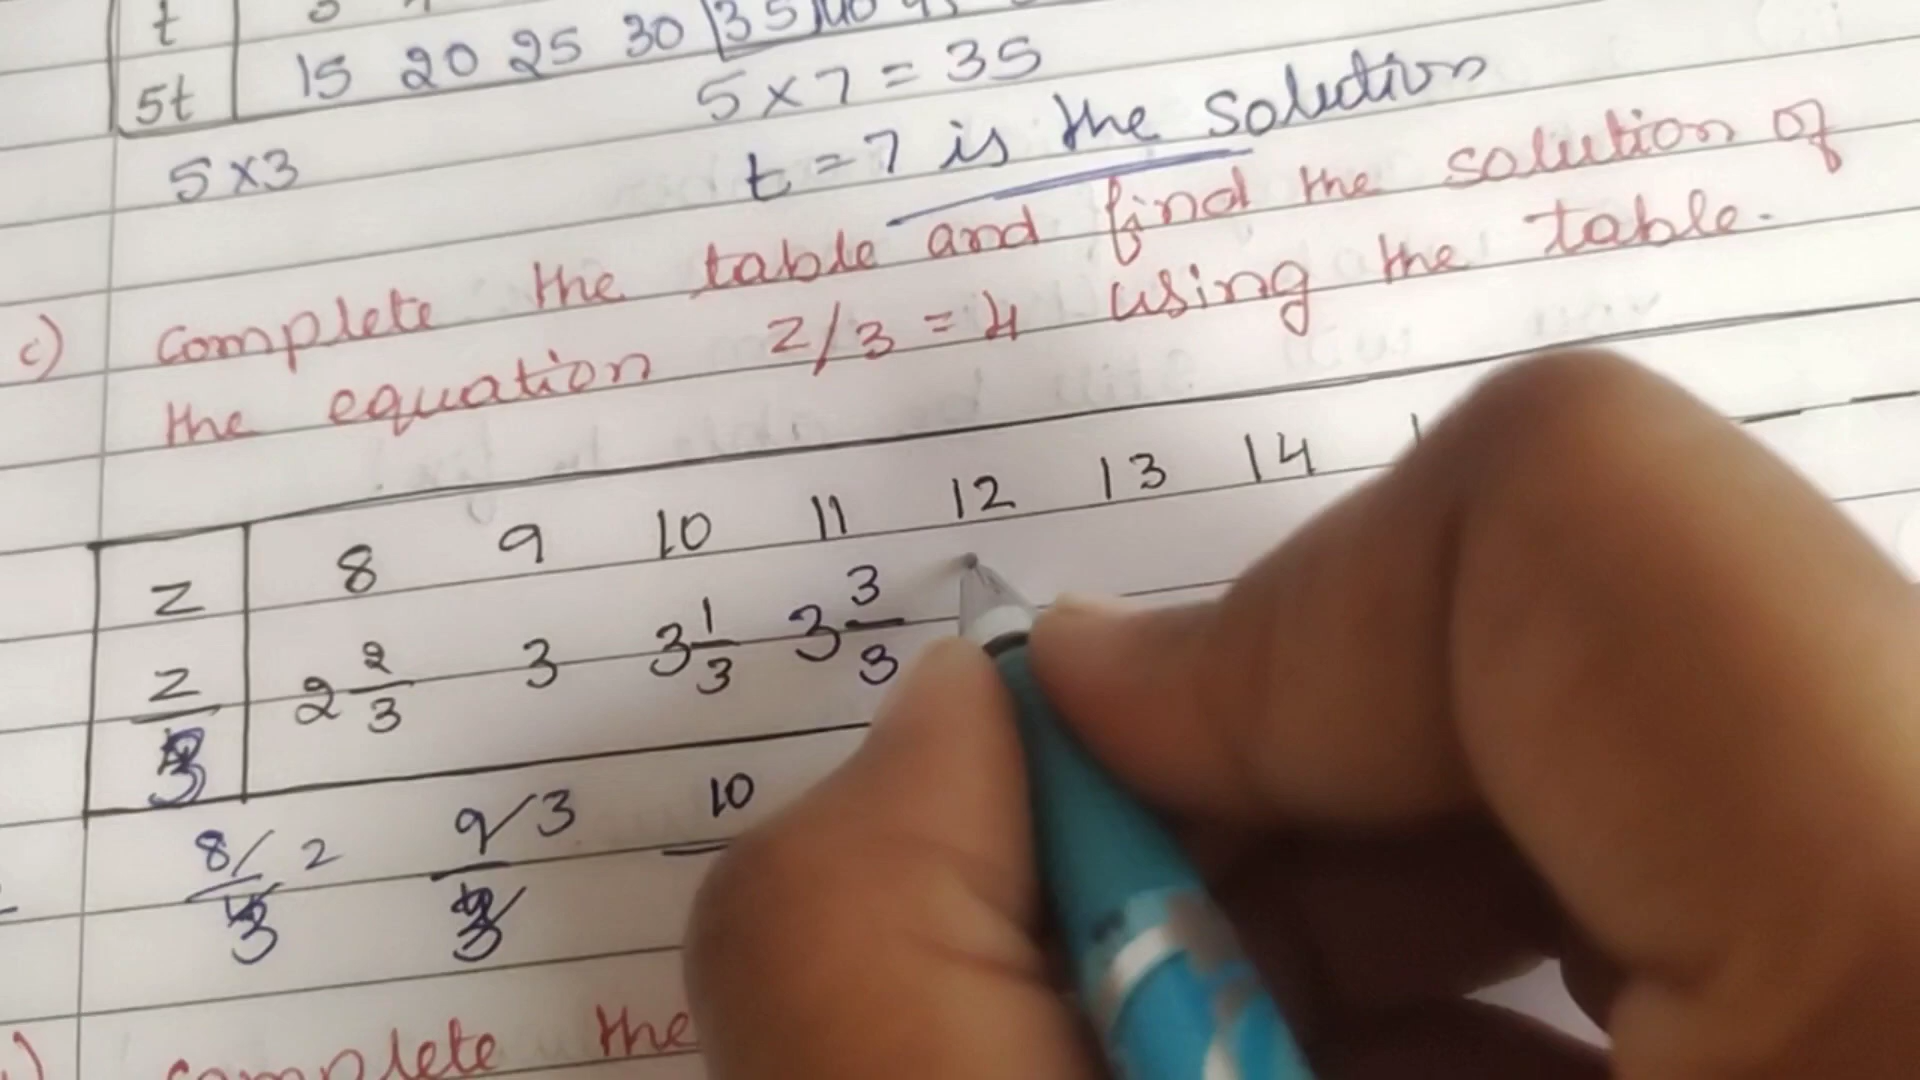 t
5t 15 20 25 30 35 40
5×3 5×7 = 35
t = 7 is the solution
c) complete the table and find the solution of
the equation z/3 = 4 using the table.
z 8 9 10 11 12 13 14
z/3 2 2/3 3 3 1/3 3 3/3
8/3 2 9/3 3 10
complete the